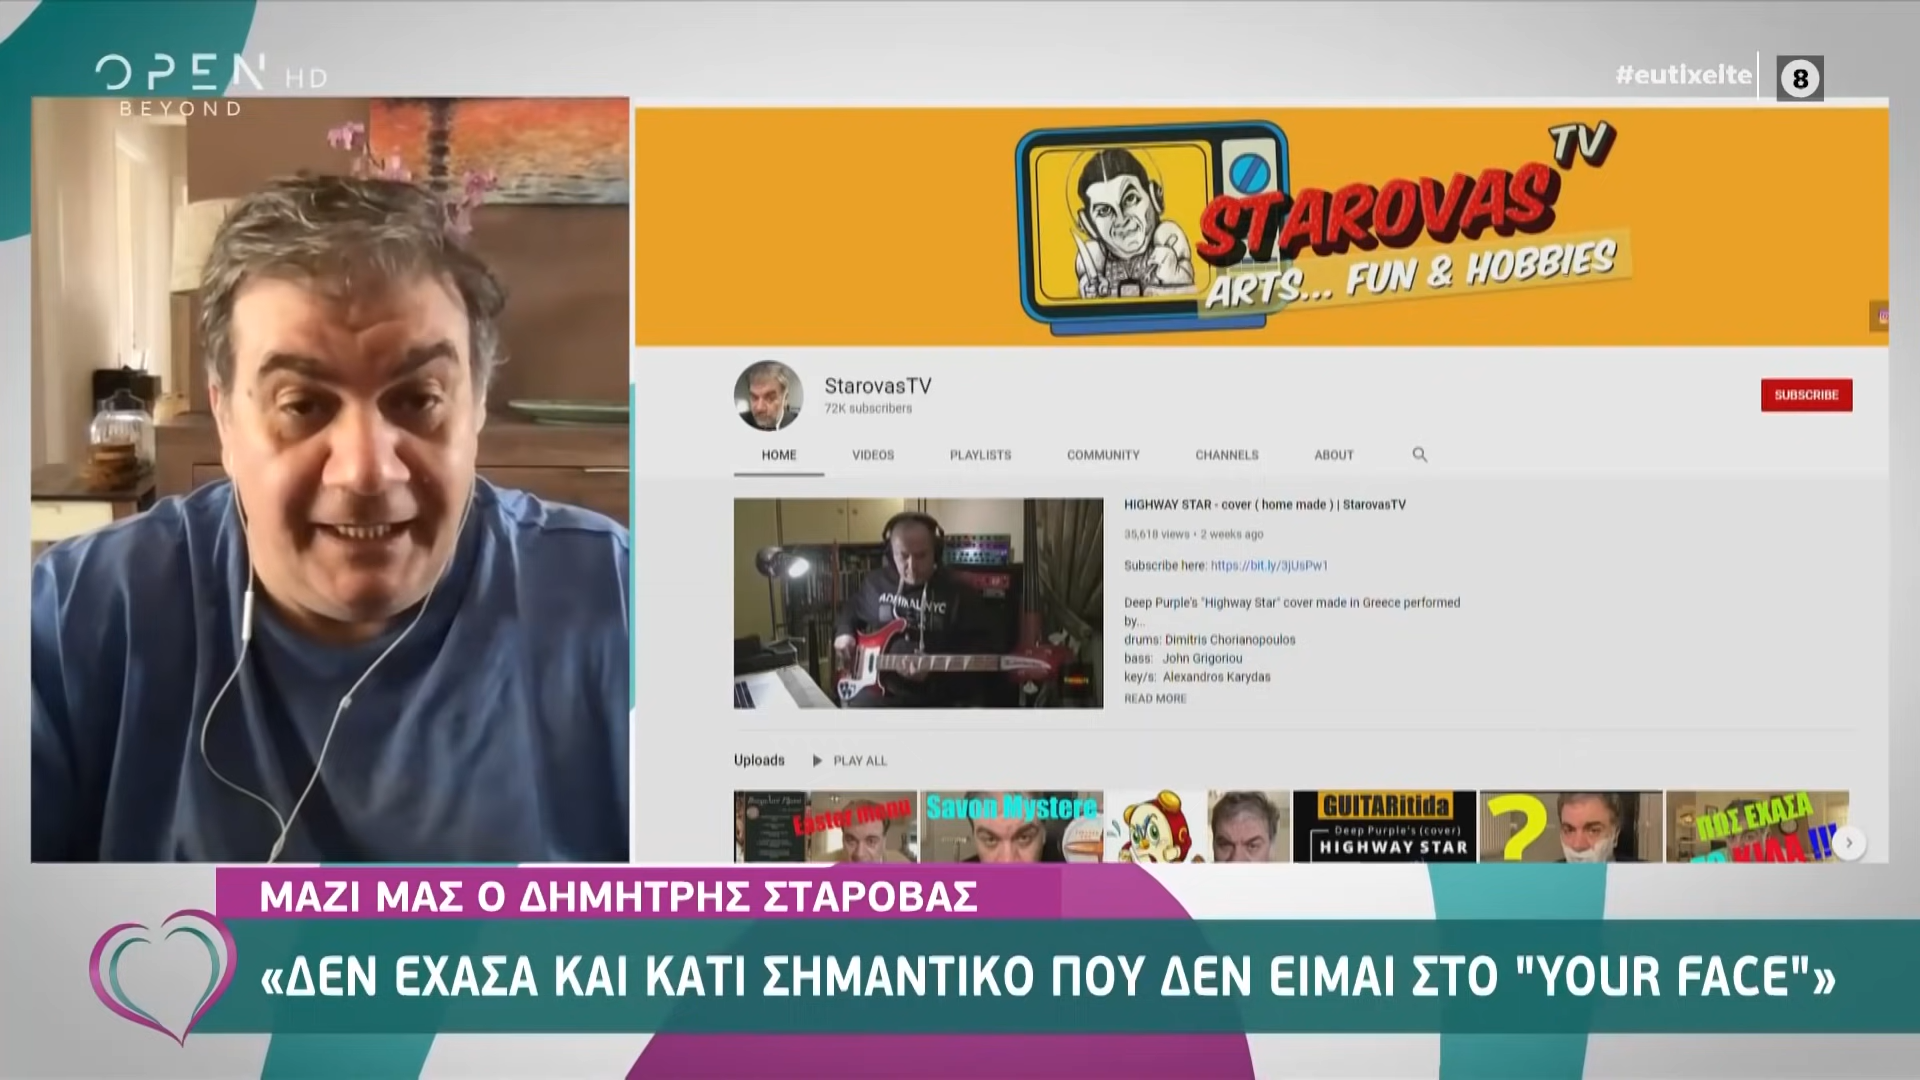 OPEN HD
BEYOND
#eutixeite
8
STAROVAS TV
ARTS... FUN & HOBBIES
StarovasTV
72K subscribers
SUBSCRIBE
HOME VIDEOS PLAYLISTS COMMUNITY CHANNELS ABOUT
HIGHWAY STAR - cover ( home made ) | StarovasTV
35,618 views • 2 weeks ago
Subscribe here: https://bit.ly/3jUsPw1
Deep Purple's "Highway Star" cover made in Greece performed
by...
drums: Dimitris Chorianopoulos
bass: John Grigoriou
key/s: Alexandros Karydas
READ MORE
Uploads PLAY ALL
Easter menu
Savon Mystere
GUITARitida
Deep Purple's (cover)
HIGHWAY STAR
?
ΠΩΣ ΕΧΑΣΑ
ΜΑΖΙ ΜΑΣ Ο ΔΗΜΗΤΡΗΣ ΣΤΑΡΟΒΑΣ
«ΔΕΝ ΕΧΑΣΑ ΚΑΙ ΚΑΤΙ ΣΗΜΑΝΤΙΚΟ ΠΟΥ ΔΕΝ ΕΙΜΑΙ ΣΤΟ "YOUR FACE"»